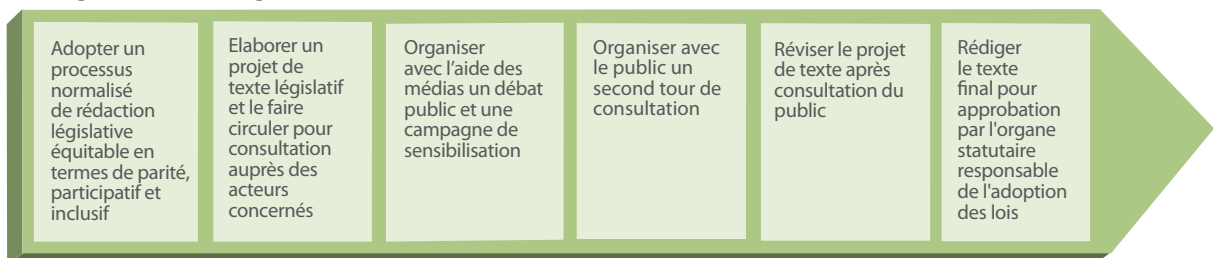 Adopter un
processus
normalisé
de rédaction
législative
équitable en
termes de parité,
participatif et
inclusif
Elaborer un
projet de
texte législatif
et le faire
circuler pour
consultation
auprès des
acteurs
concernés
Organiser
avec l’aide des
médias un débat
public et une
campagne de
sensibilisation
Organiser avec
le public un
second tour de
consultation
Réviser le projet
de texte après
consultation du
public
Rédiger
le texte
final pour
approbation
par l'organe
statutaire
responsable
de l'adoption
des lois